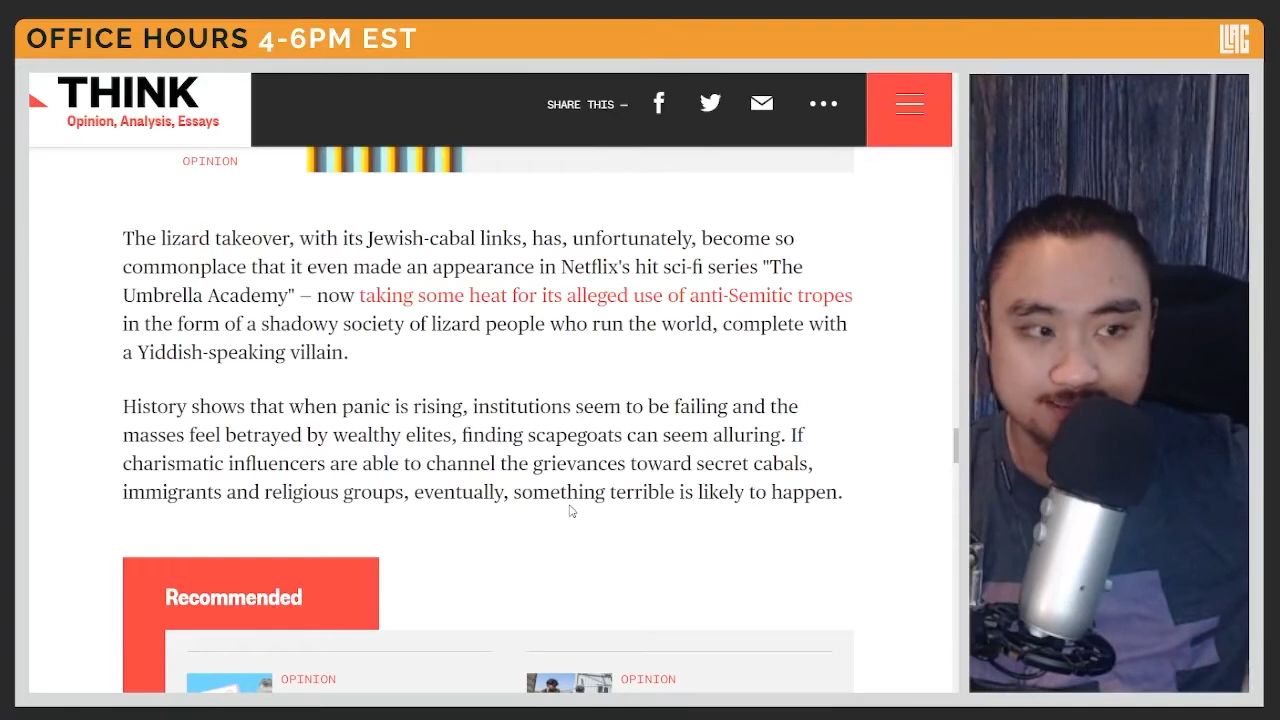 OFFICE HOURS 4-6PM EST
LLAC
THINK
Opinion, Analysis, Essays
SHARE THIS —
OPINION
The lizard takeover, with its Jewish-cabal links, has, unfortunately, become so
commonplace that it even made an appearance in Netflix's hit sci-fi series "The
Umbrella Academy" — now taking some heat for its alleged use of anti-Semitic tropes
in the form of a shadowy society of lizard people who run the world, complete with
a Yiddish-speaking villain.
History shows that when panic is rising, institutions seem to be failing and the
masses feel betrayed by wealthy elites, finding scapegoats can seem alluring. If
charismatic influencers are able to channel the grievances toward secret cabals,
immigrants and religious groups, eventually, something terrible is likely to happen.
Recommended
OPINION
OPINION